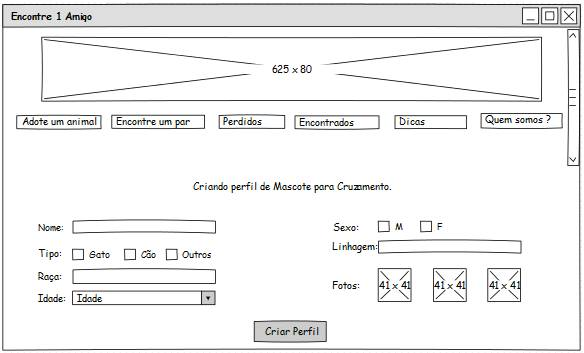 Encontre 1 Amigo
625 x 80
Adote um animal Encontre um par Perdidos Encontrados Dicas Quem somos ?
Criando perfil de Mascote para Cruzamento.
Nome: Sexo: M F
Tipo: Gato Cão Outros Linhagem:
Raça:
Idade: Idade Fotos: 41 x 41 41 x 41 41 x 41
Criar Perfil